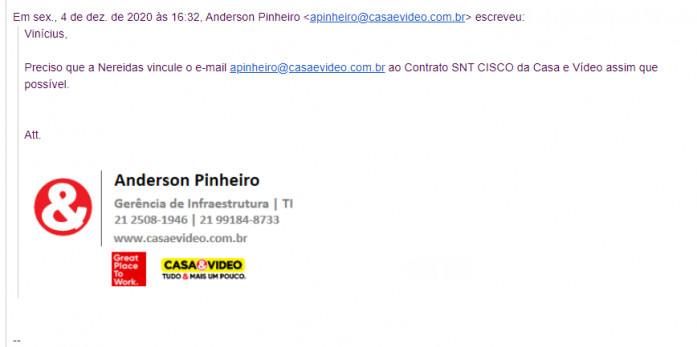 Em sex., 4 de dez. de 2020 às 16:32, Anderson Pinheiro <apinheiro@casaevideo.com.br> escreveu:
Vinícius,
Preciso que a Nereidas vincule o e-mail apinheiro@casaevideo.com.br ao Contrato SNT CISCO da Casa e Vídeo assim que
possível.
Att.
&
Anderson Pinheiro
Gerência de Infraestrutura | TI
21 2508-1946 | 21 99184-8733
www.casaevideo.com.br
Great
Place
To
Work.
CASA&VIDEO
TUDO & MAIS UM POUCO.
--